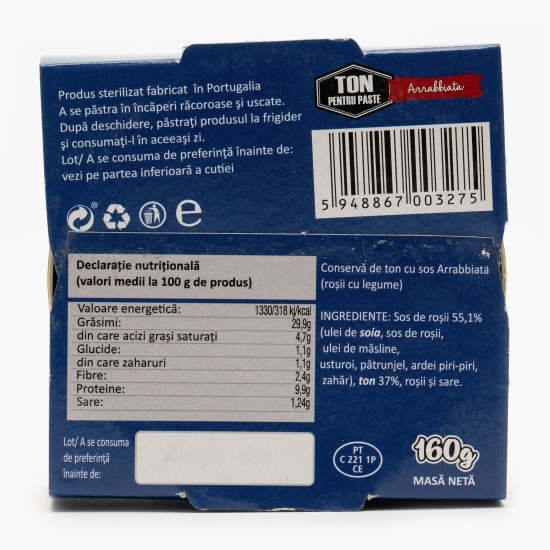 Produs sterilizat fabricat în Portugalia
A se păstra în încăperi răcoroase și uscate.
După deschidere, păstrați produsul la frigider
și consumați-l în aceeași zi.
Lot/ A se consuma de preferință înainte de:
vezi pe partea inferioară a cutiei
TON
PENTRU PASTE
Arrabbiata
5 948867 003275
e
Declarație nutrițională
(valori medii la 100 g de produs)
Valoare energetică: 1330/318 kj/kcal
Grăsimi: 29,9g
din care acizi grași saturați 4,7g
Glucide: 1,1g
din care zaharuri 1,1g
Fibre: 2,4g
Proteine: 9,9g
Sare: 1,24g
Conservă de ton cu sos Arrabbiata
(roșii cu legume)
INGREDIENTE: Sos de roșii 55,1%
(ulei de soia, sos de roșii,
ulei de măsline,
usturoi, pătrunjel, ardei piri-piri,
zahăr), ton 37%, roșii și sare.
Lot/ A se consuma
de preferință
înainte de:
PT
C 221 1P
CE
160g
MASĂ NETĂ